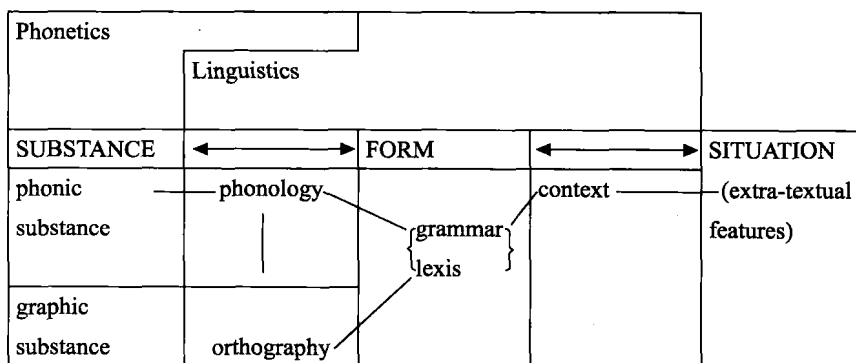 Phonetics
Linguistics
SUBSTANCE FORM SITUATION
phonic phonology context (extra-textual
substance grammar features)
lexis
graphic
substance orthography